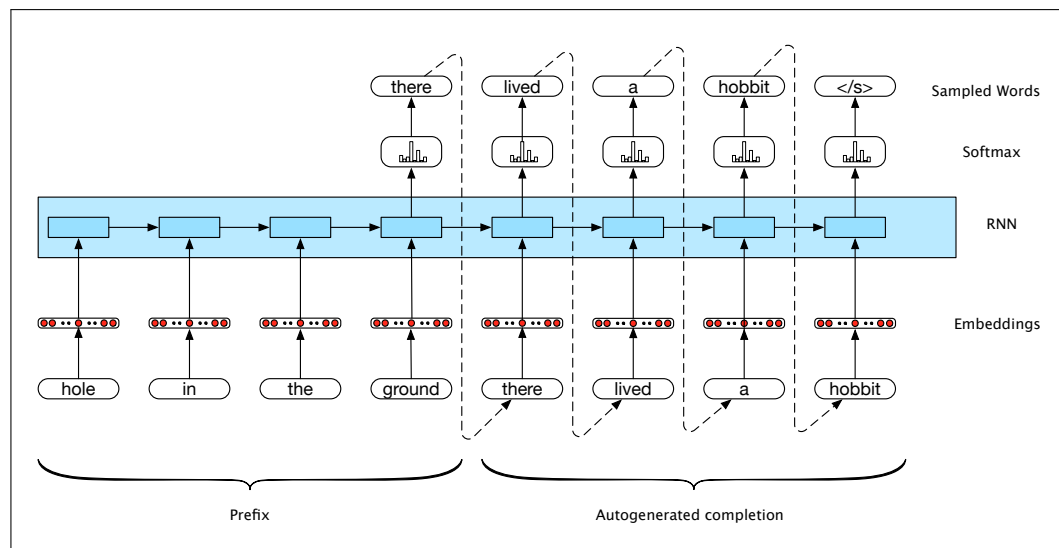 there lived a hobbit </s> Sampled Words
Softmax
RNN
Embeddings
hole in the ground there lived a hobbit
Prefix Autogenerated completion